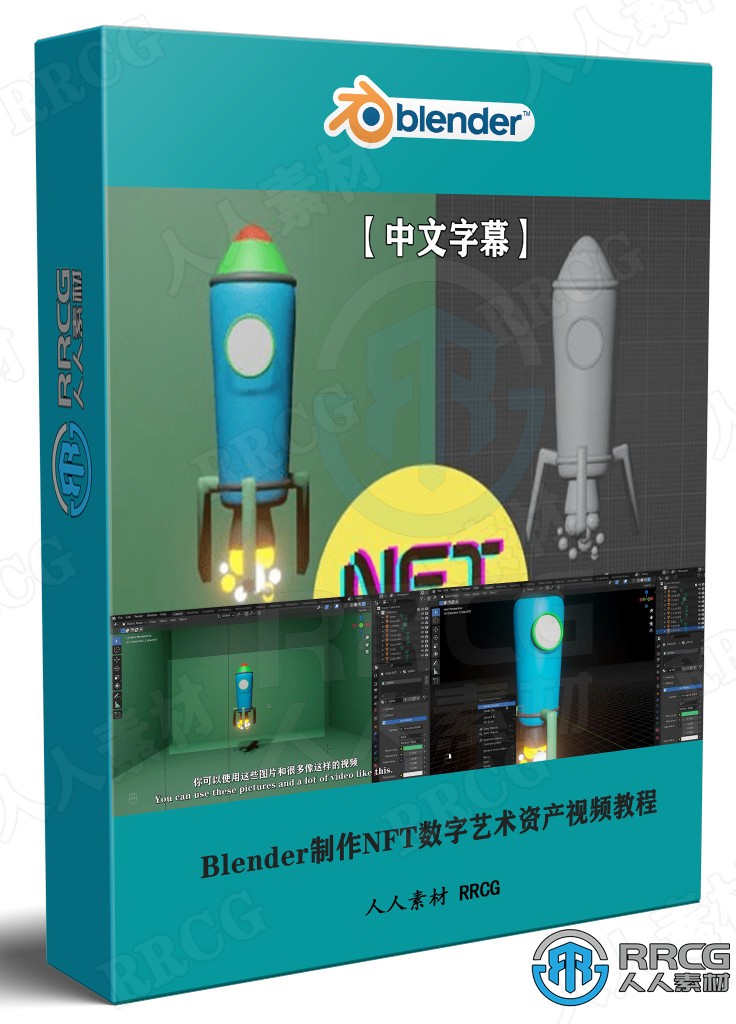 blender™
【中文字幕】
RRCG
人人素材
NFT
你可以使用这些图片和很多像这样的视频
You can use these pictures and a lot of video like this.
Blender制作NFT数字艺术资产视频教程
人人素材 RRCG
RRCG
人人素材